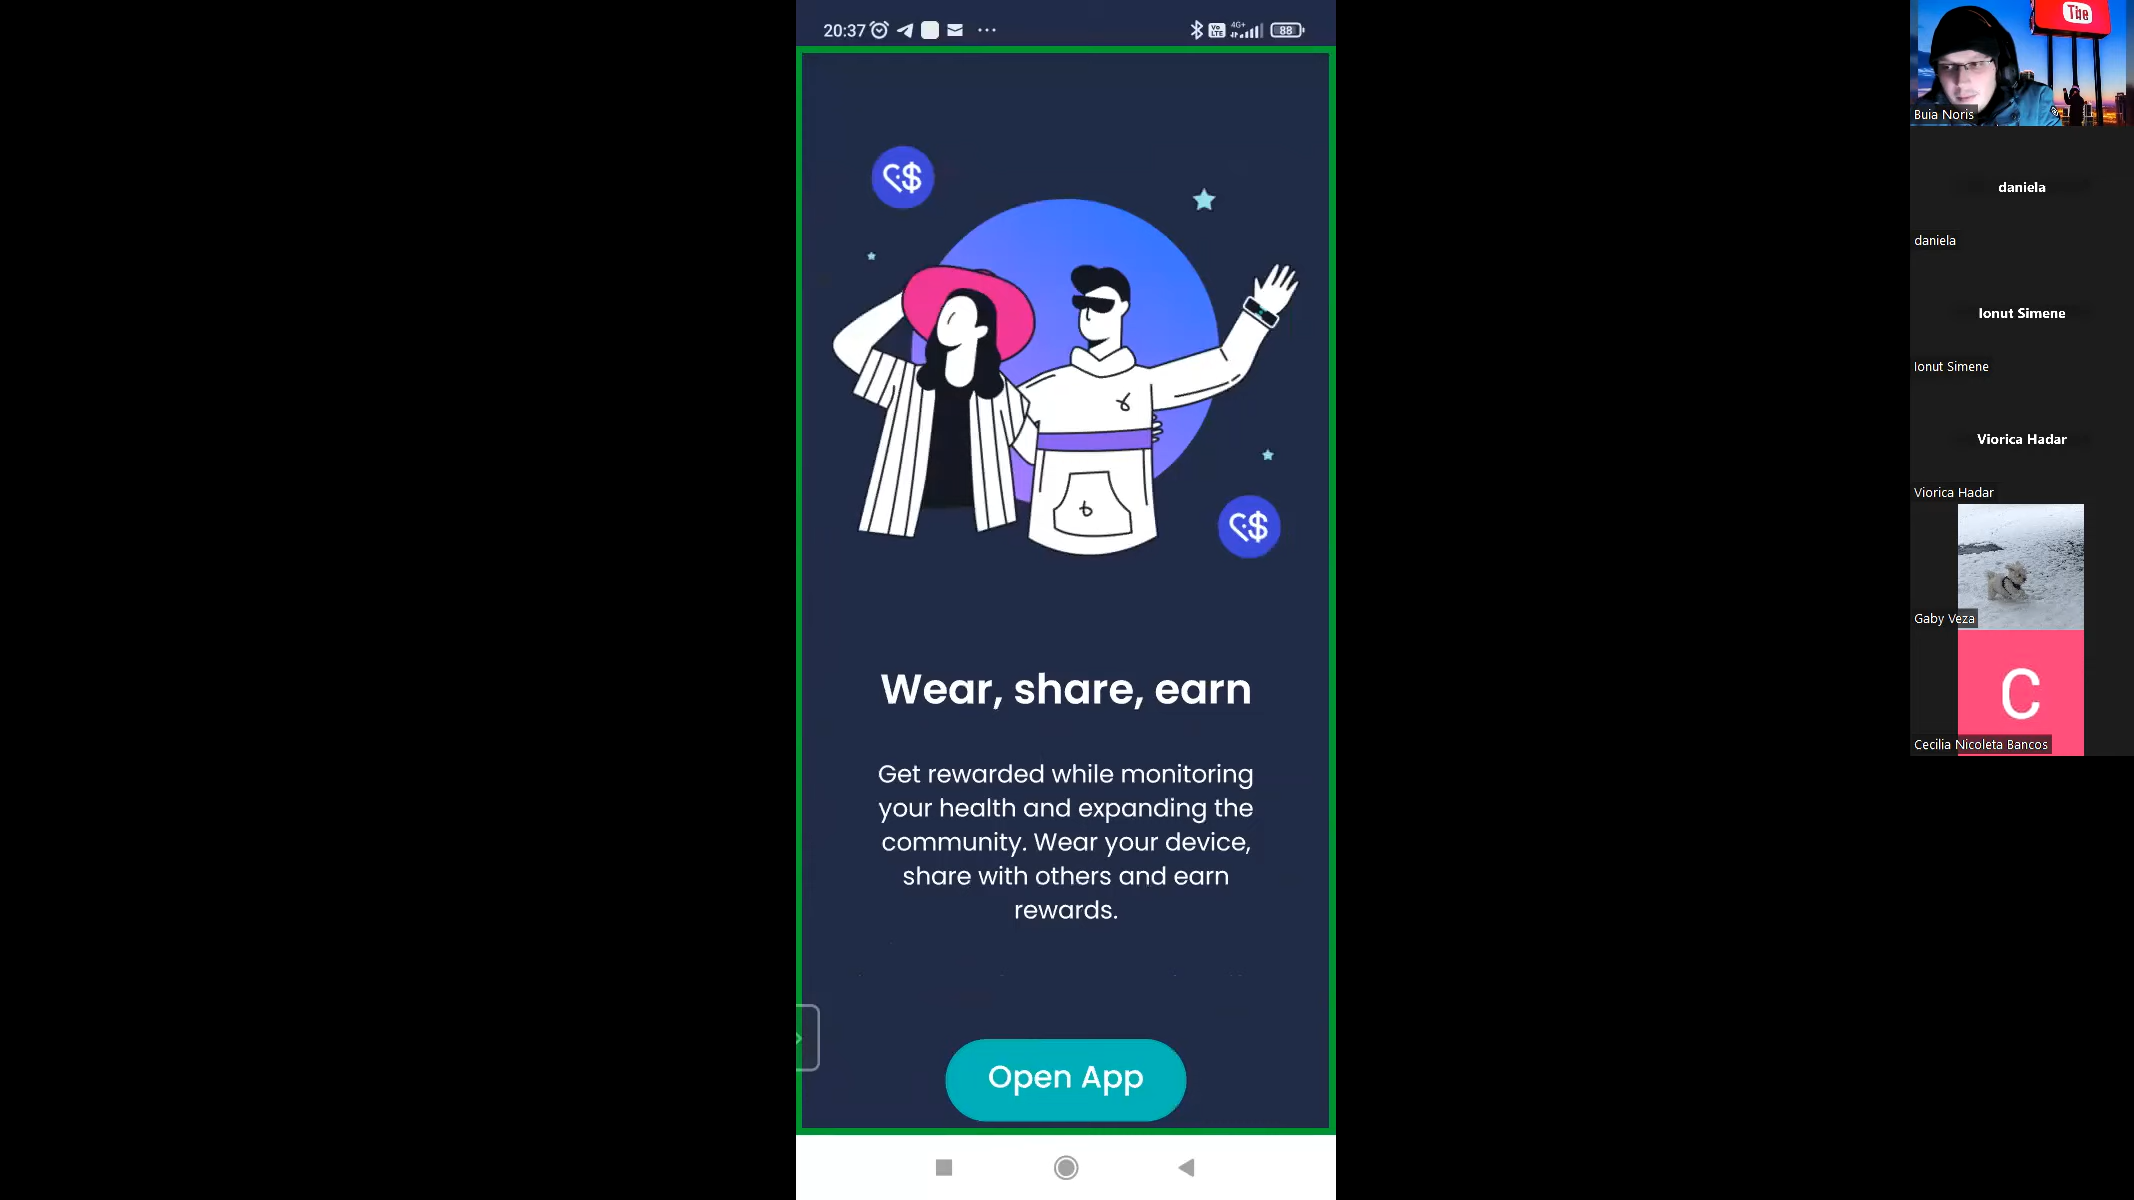 20:37
VoLTE
4G+
88
Wear, share, earn
Get rewarded while monitoring
your health and expanding the
community. Wear your device,
share with others and earn
rewards.
Open App
Buia Noris
daniela
daniela
Ionut Simene
Ionut Simene
Viorica Hadar
Viorica Hadar
Gaby Veza
C
Cecilia Nicoleta Bancos